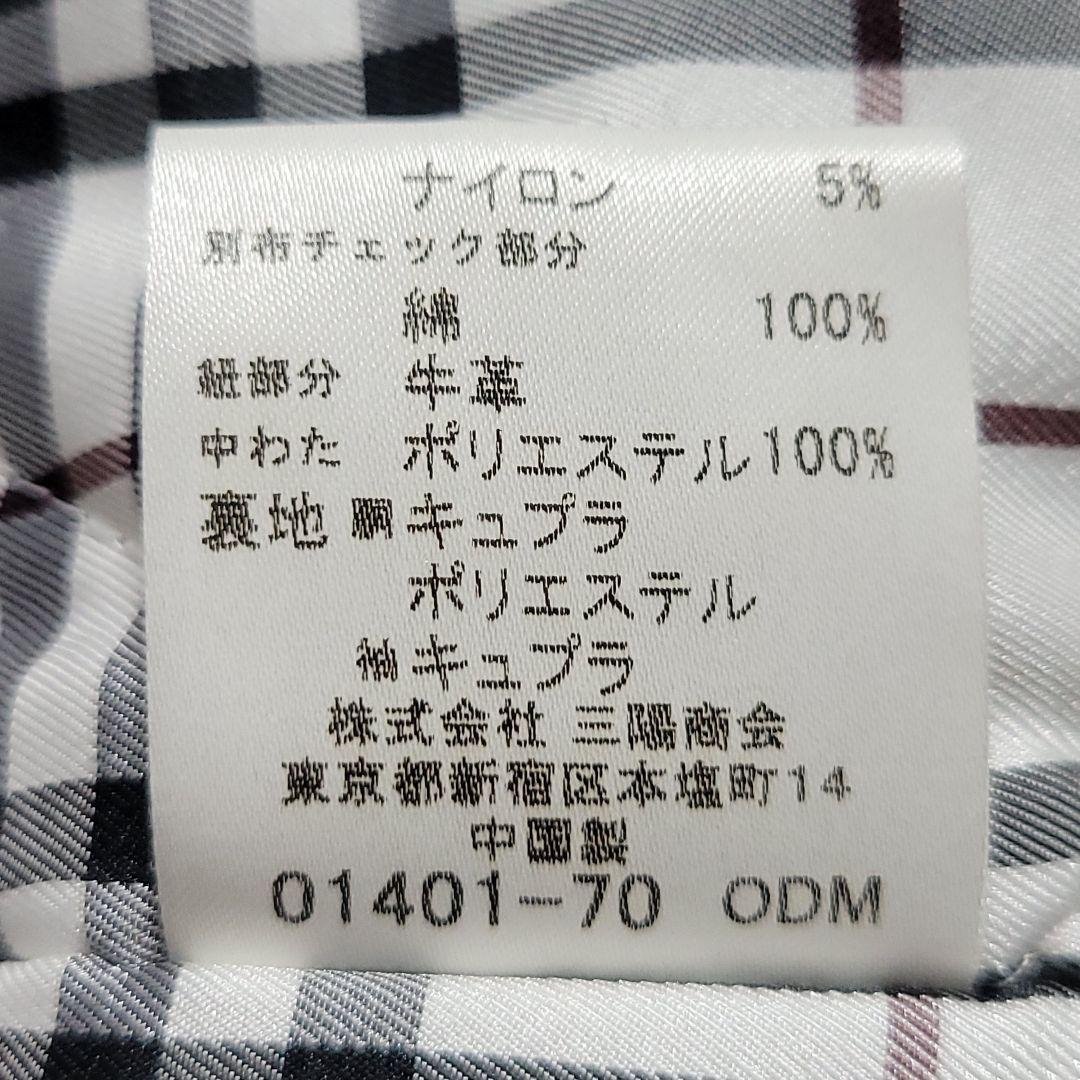 ナイロン 5%
別布チェック部分
綿 100%
紐部分 牛革
中わた ポリエステル100%
裏地 胴キュプラ
ポリエステル
袖キュプラ
株式会社 三陽商会
東京都新宿区本塩町14
中国製
01401-70 ODM